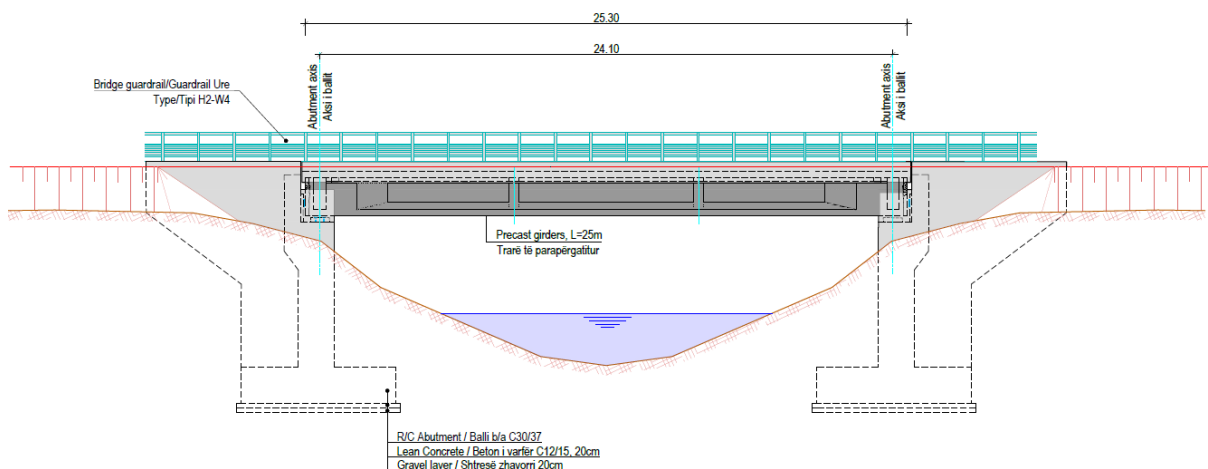 25.30
24.10
Bridge guardrail/Guardrail Ure
Type/Tipi H2-W4
Abutment axis
Aksi i ballit
Abutment axis
Aksi i ballit
Precast girders, L=25m
Trarë të parapërgatitur
R/C Abutment / Balli b/a C30/37
Lean Concrete / Beton i varfër C12/15, 20cm
Gravel layer / Shtresë zhavorri 20cm